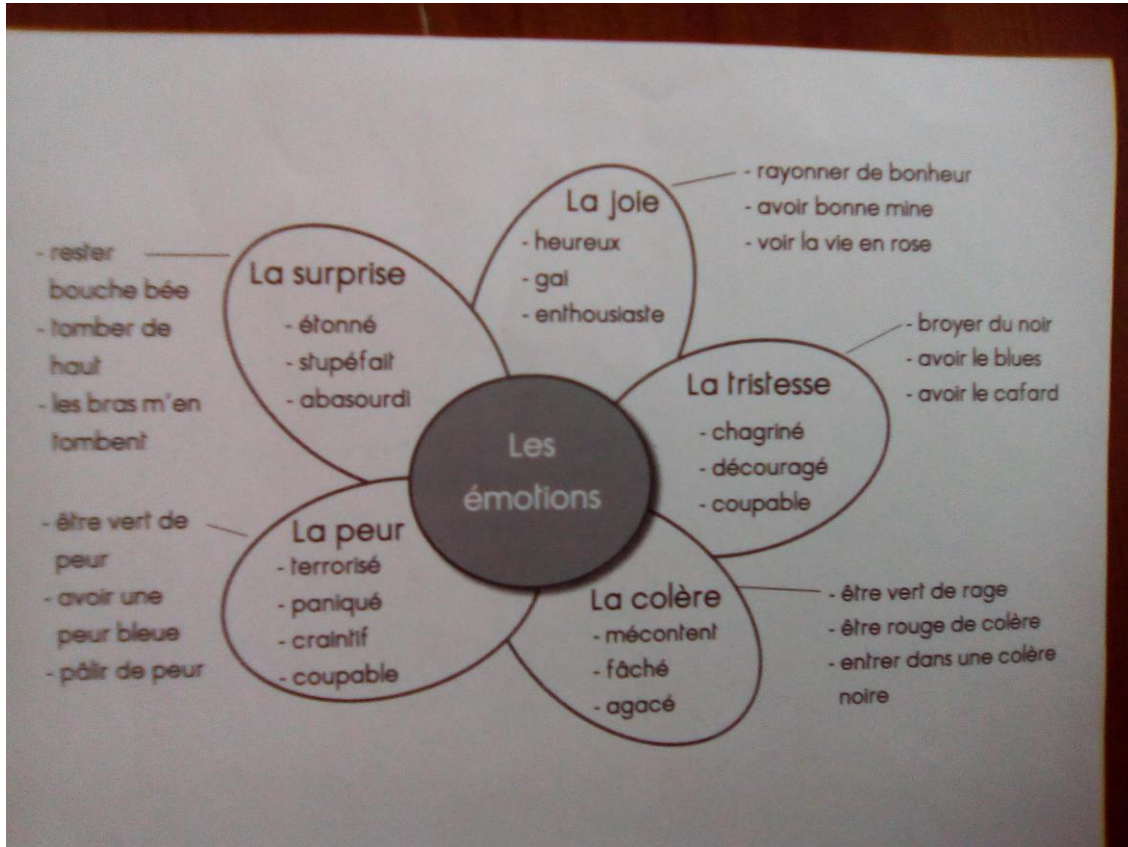 Les
émotions
La joie
- heureux
- gai
- enthousiaste
- rayonner de bonheur
- avoir bonne mine
- voir la vie en rose
La tristesse
- chagriné
- découragé
- coupable
- broyer du noir
- avoir le blues
- avoir le cafard
La colère
- mécontent
- fâché
- agacé
- être vert de rage
- être rouge de colère
- entrer dans une colère
noire
La peur
- terrorisé
- paniqué
- craintif
- coupable
- être vert de
peur
- avoir une
peur bleue
- pâlir de peur
La surprise
- étonné
- stupéfait
- abasourdi
- rester
bouche bée
- tomber de
haut
- les bras m'en
tombent